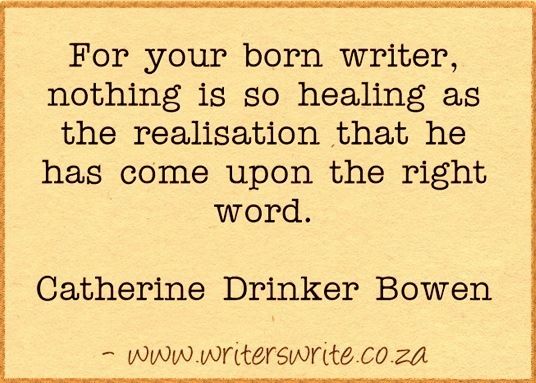 For your born writer,
nothing is so healing as
the realisation that he
has come upon the right
word.
Catherine Drinker Bowen
- www.writerswrite.co.za